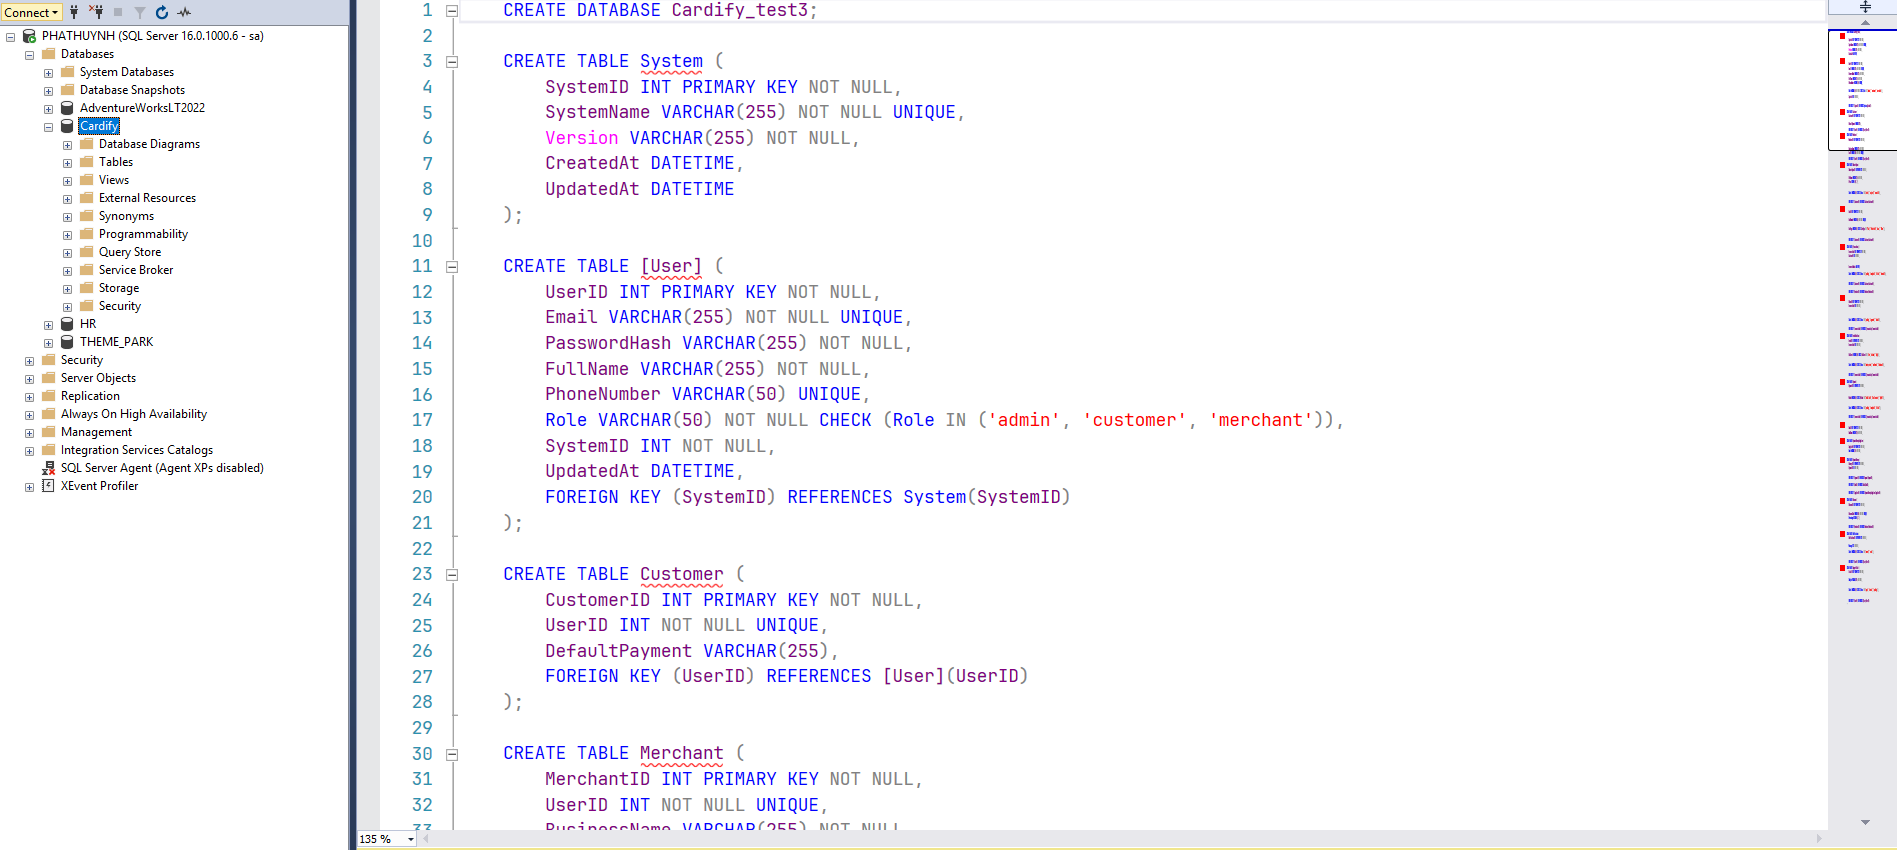 Connect
PHATHUYNH (SQL Server 16.0.1000.6 - sa)
Databases
System Databases
Database Snapshots
AdventureWorksLT2022
Cardify
Database Diagrams
Tables
Views
External Resources
Synonyms
Programmability
Query Store
Service Broker
Storage
Security
HR
THEME_PARK
Security
Server Objects
Replication
Always On High Availability
Management
Integration Services Catalogs
SQL Server Agent (Agent XPs disabled)
XEvent Profiler
1 CREATE DATABASE Cardify_test3;
2
3 CREATE TABLE System (
4 SystemID INT PRIMARY KEY NOT NULL,
5 SystemName VARCHAR(255) NOT NULL UNIQUE,
6 Version VARCHAR(255) NOT NULL,
7 CreatedAt DATETIME,
8 UpdatedAt DATETIME
9 );
10
11 CREATE TABLE [User] (
12 UserID INT PRIMARY KEY NOT NULL,
13 Email VARCHAR(255) NOT NULL UNIQUE,
14 PasswordHash VARCHAR(255) NOT NULL,
15 FullName VARCHAR(255) NOT NULL,
16 PhoneNumber VARCHAR(50) UNIQUE,
17 Role VARCHAR(50) NOT NULL CHECK (Role IN ('admin', 'customer', 'merchant')),
18 SystemID INT NOT NULL,
19 UpdatedAt DATETIME,
20 FOREIGN KEY (SystemID) REFERENCES System(SystemID)
21 );
22
23 CREATE TABLE Customer (
24 CustomerID INT PRIMARY KEY NOT NULL,
25 UserID INT NOT NULL UNIQUE,
26 DefaultPayment VARCHAR(255),
27 FOREIGN KEY (UserID) REFERENCES [User](UserID)
28 );
29
30 CREATE TABLE Merchant (
31 MerchantID INT PRIMARY KEY NOT NULL,
32 UserID INT NOT NULL UNIQUE,
33 BusinessName VARCHAR(255) NOT NULL
135 %